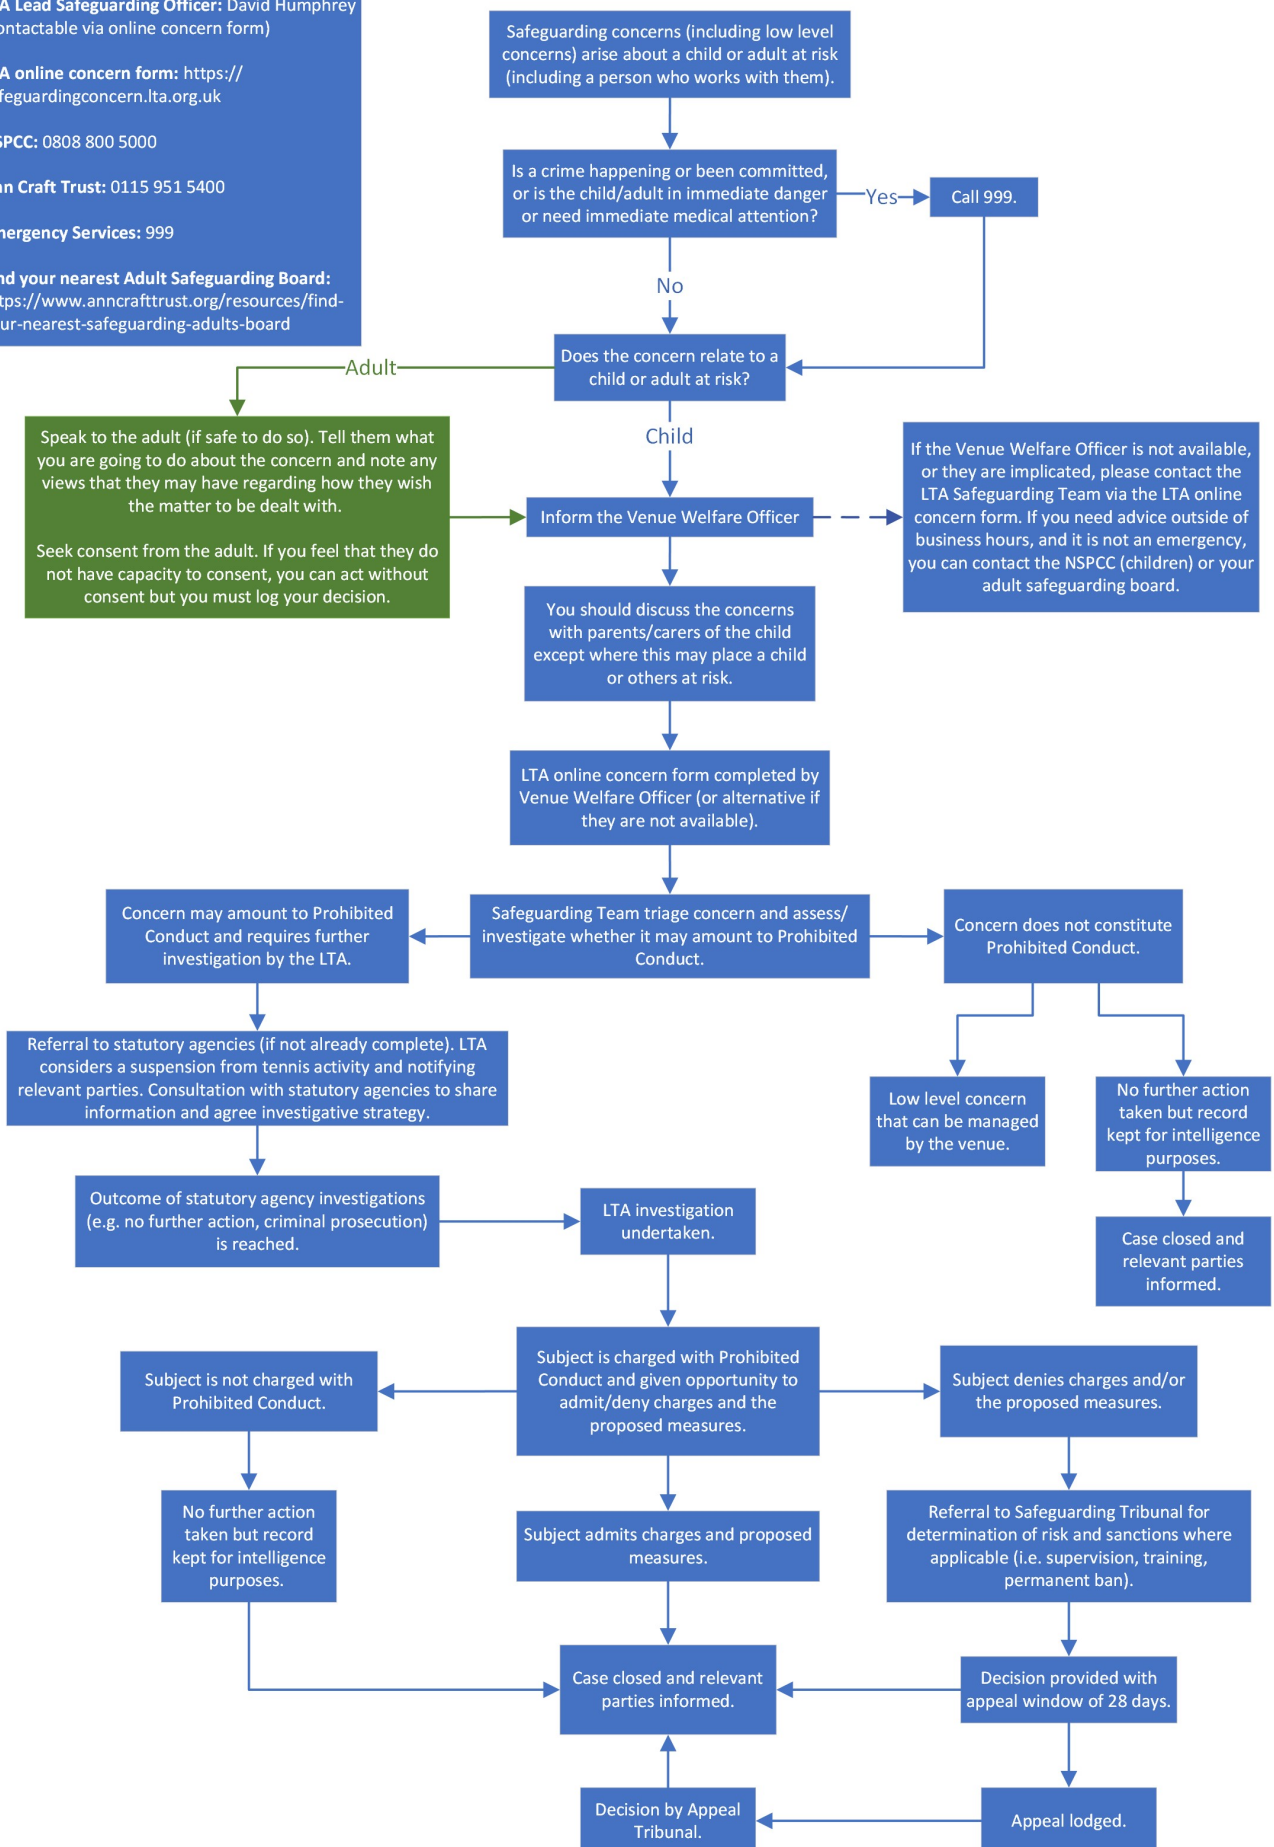 Lead Safeguarding Officer: David Humphrey
ontactable via online concern form)
online concern form: https://
feguardingconcern.lta.org.uk
SPCC: 0808 800 5000
Craft Trust: 0115 951 5400
mergency Services: 999
nd your nearest Adult Safeguarding Board:
tps://www.anncrafttrust.org/resources/find-
ur-nearest-safeguarding-adults-board
Safeguarding concerns (including low level
concerns) arise about a child or adult at risk
(including a person who works with them).
Is a crime happening or been committed,
or is the child/adult in immediate danger
or need immediate medical attention?
Yes
Call 999.
No
Does the concern relate to a
child or adult at risk?
Adult
Child
Speak to the adult (if safe to do so). Tell them what
you are going to do about the concern and note any
views that they may have regarding how they wish
the matter to be dealt with.
Seek consent from the adult. If you feel that they do
not have capacity to consent, you can act without
consent but you must log your decision.
Inform the Venue Welfare Officer
If the Venue Welfare Officer is not available,
or they are implicated, please contact the
LTA Safeguarding Team via the LTA online
concern form. If you need advice outside of
business hours, and it is not an emergency,
you can contact the NSPCC (children) or your
adult safeguarding board.
You should discuss the concerns
with parents/carers of the child
except where this may place a child
or others at risk.
LTA online concern form completed by
Venue Welfare Officer (or alternative if
they are not available).
Concern may amount to Prohibited
Conduct and requires further
investigation by the LTA.
Safeguarding Team triage concern and assess/
investigate whether it may amount to Prohibited
Conduct.
Concern does not constitute
Prohibited Conduct.
Referral to statutory agencies (if not already complete). LTA
considers a suspension from tennis activity and notifying
relevant parties. Consultation with statutory agencies to share
information and agree investigative strategy.
Low level concern
that can be managed
by the venue.
No further action
taken but record
kept for intelligence
purposes.
Outcome of statutory agency investigations
(e.g. no further action, criminal prosecution)
is reached.
LTA investigation
undertaken.
Case closed and
relevant parties
informed.
Subject is not charged with
Prohibited Conduct.
Subject is charged with Prohibited
Conduct and given opportunity to
admit/deny charges and the
proposed measures.
Subject denies charges and/or
the proposed measures.
No further action
taken but record
kept for intelligence
purposes.
Subject admits charges and proposed
measures.
Referral to Safeguarding Tribunal for
determination of risk and sanctions where
applicable (i.e. supervision, training,
permanent ban).
Case closed and relevant
parties informed.
Decision provided with
appeal window of 28 days.
Decision by Appeal
Tribunal.
Appeal lodged.